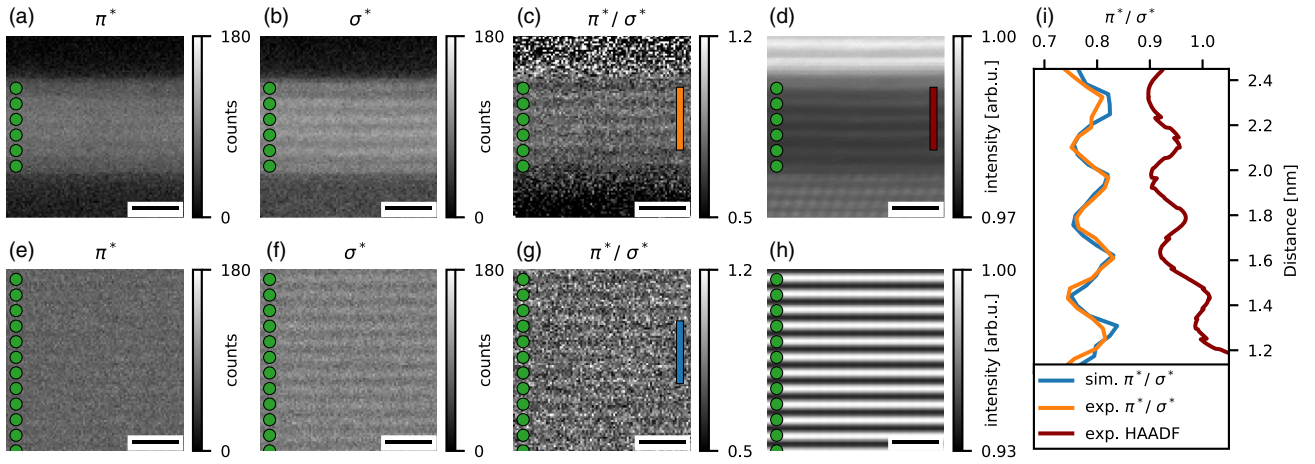 (a) π* 180 0 counts
(b) σ* 180 0 counts
(c) π*/ σ* 1.2 0.5
(d) 1.00 0.97 intensity [arb.u.]
(e) π* 180 0 counts
(f) σ* 180 0 counts
(g) π*/ σ* 1.2 0.5
(h) 1.00 0.93 intensity [arb.u.]
(i) π*/ σ*
0.7 0.8 0.9 1.0
2.4
2.2
2.0
1.8
1.6
1.4
1.2
Distance [nm]
sim. π*/ σ*
exp. π*/ σ*
exp. HAADF